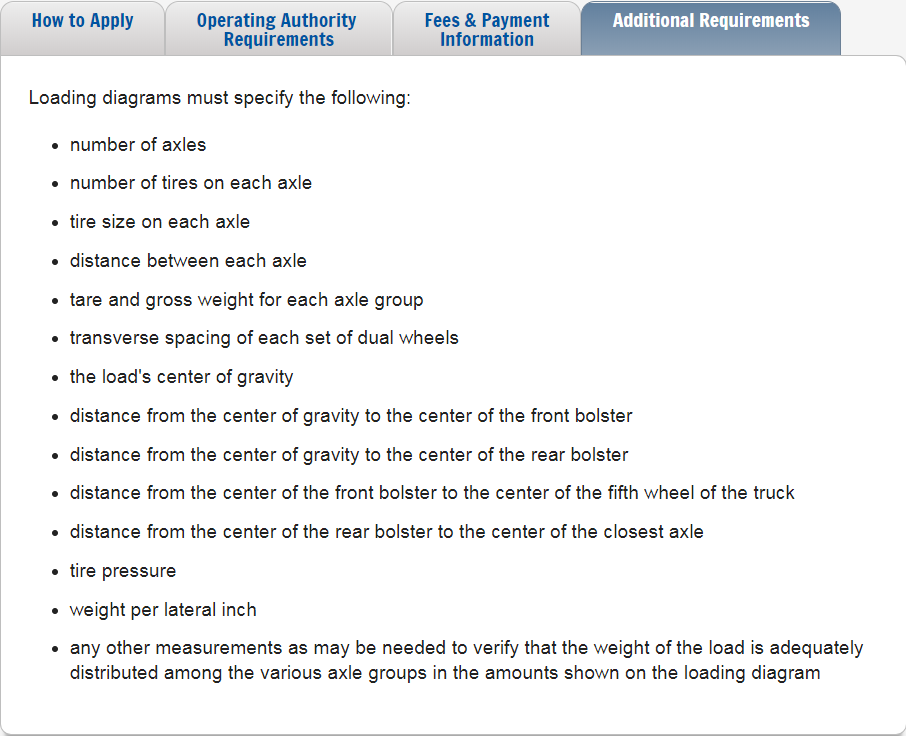 How to Apply
Operating Authority
Requirements
Fees & Payment
Information
Additional Requirements
Loading diagrams must specify the following:
• number of axles
• number of tires on each axle
• tire size on each axle
• distance between each axle
• tare and gross weight for each axle group
• transverse spacing of each set of dual wheels
• the load's center of gravity
• distance from the center of gravity to the center of the front bolster
• distance from the center of gravity to the center of the rear bolster
• distance from the center of the front bolster to the center of the fifth wheel of the truck
• distance from the center of the rear bolster to the center of the closest axle
• tire pressure
• weight per lateral inch
• any other measurements as may be needed to verify that the weight of the load is adequately
distributed among the various axle groups in the amounts shown on the loading diagram